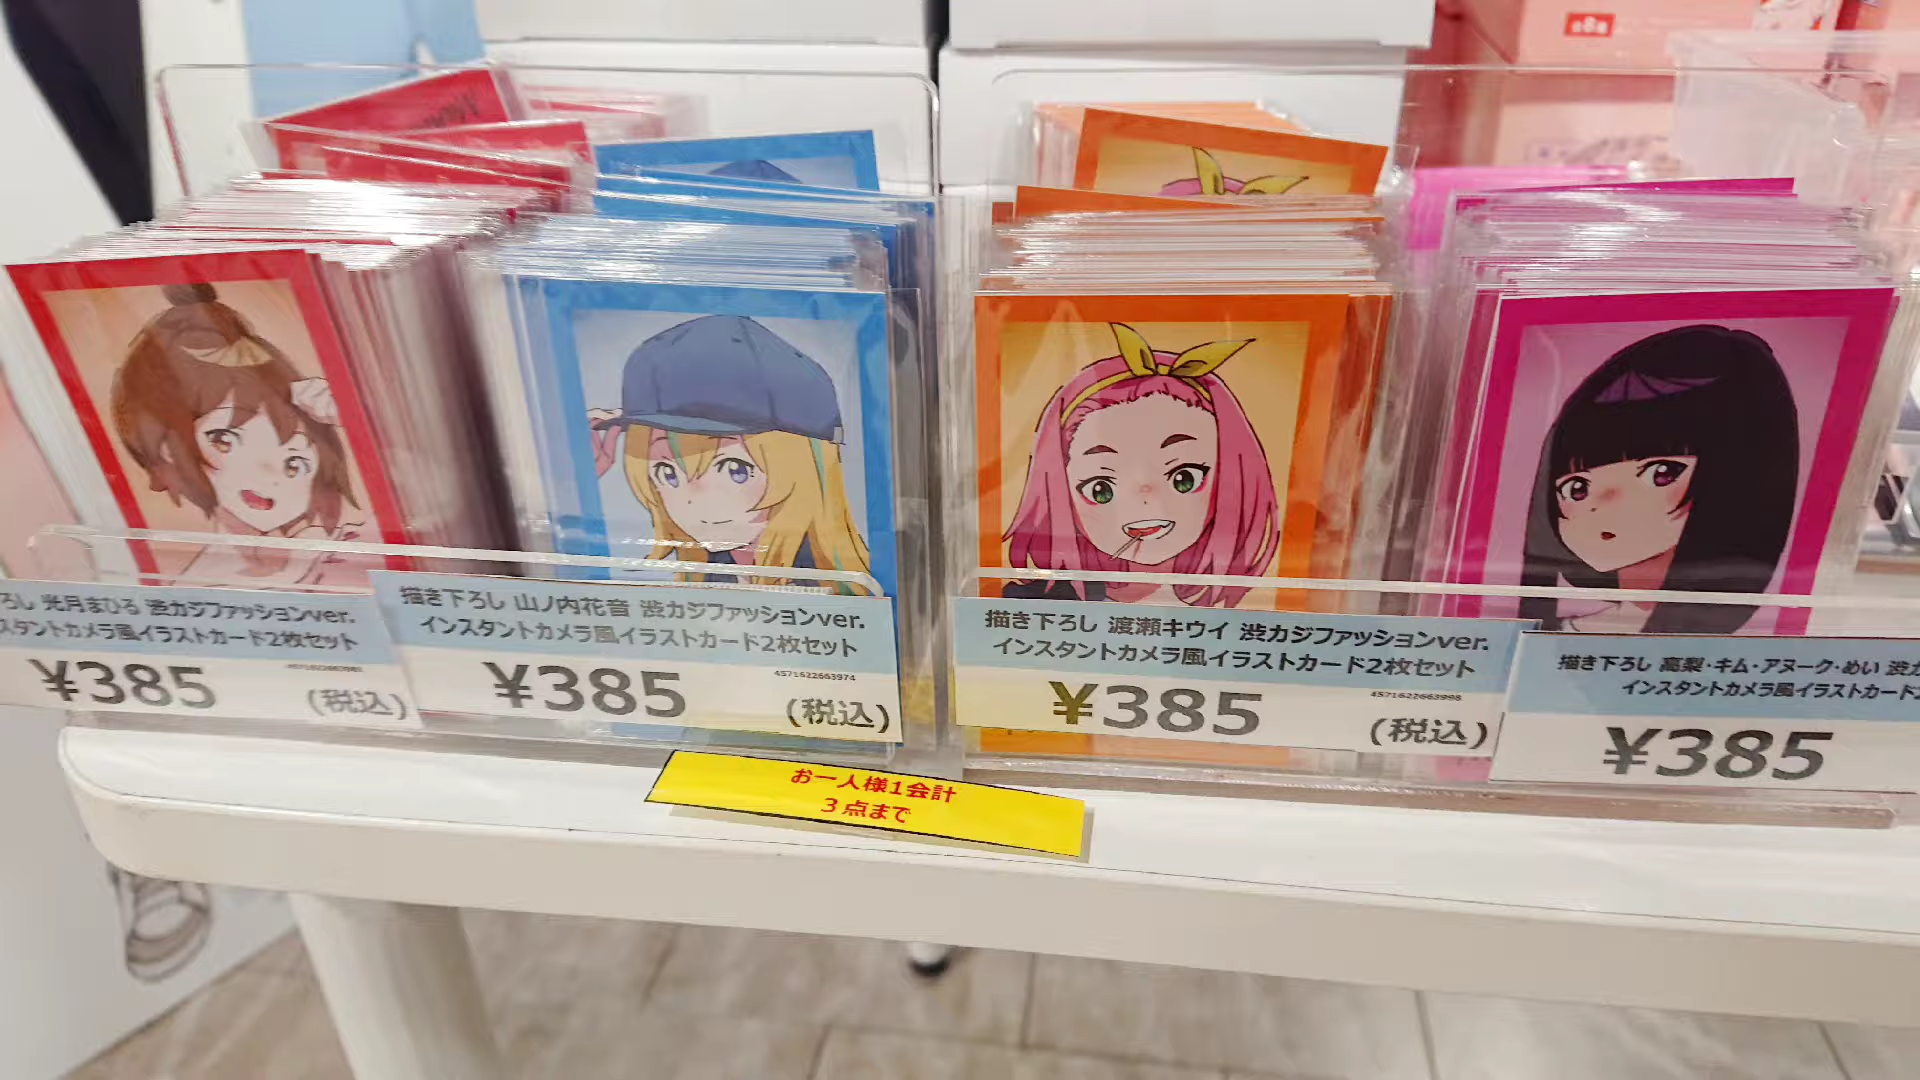 ろし 光月まひる 渋カジファッションver.
スタントカメラ風イラストカード2枚セット
¥385
(税込)
描き下ろし 山ノ内花音 渋カジファッションver.
インスタントカメラ風イラストカード2枚セット
4571622663974
¥385
(税込)
描き下ろし 渡瀬キウイ 渋カジファッションver.
インスタントカメラ風イラストカード2枚セット
4571622663998
¥385
(税込)
描き下ろし 高梨・キム・アヌーク・めい 渋カ
インスタントカメラ風イラストカード
¥385
お一人様1会計
3点まで